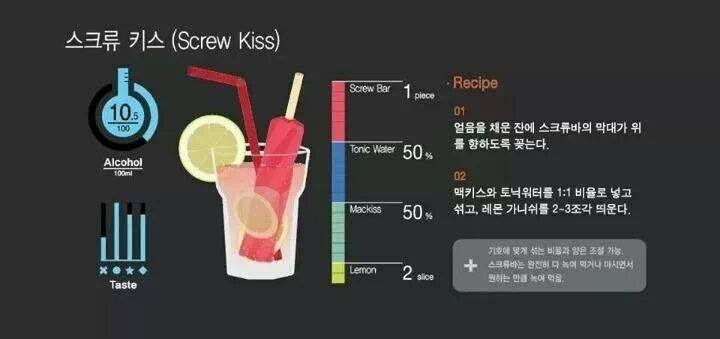 스크류 키스 (Screw Kiss)
10.5
100
Alcohol
100ml
Taste
Screw Bar 1 piece
Tonic Water 50 %
Mackiss 50 %
Lemon 2 slice
· Recipe
01
얼음을 채운 잔에 스크류바의 막대가 위
를 향하도록 꽂는다.
02
맥키스와 토닉워터를 1:1 비율로 넣고
섞고, 레몬 가니쉬를 2~3조각 띄운다.
+
기호에 맞게 섞는 비율과 양은 조절 가능.
스크류바는 완전히 다 녹여 먹거나 마시면서
원하는 만큼 녹여 먹음.